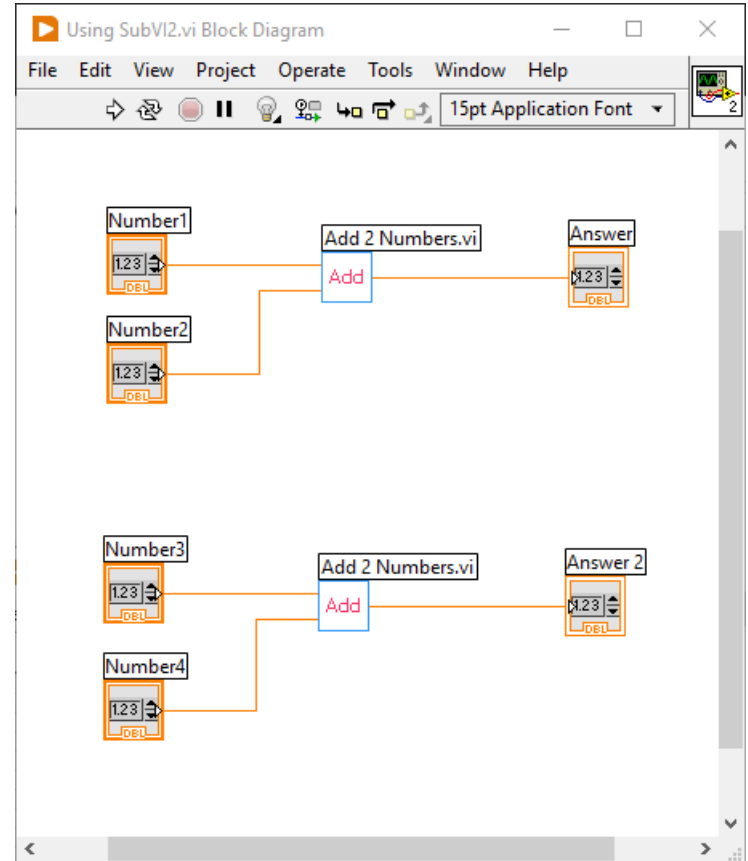 Using SubVI2.vi Block Diagram
File Edit View Project Operate Tools Window Help
15pt Application Font
2
Number1
1.23
DBL
Add 2 Numbers.vi
Add
Answer
1.23
DBL
Number2
1.23
DBL
Number3
1.23
DBL
Add 2 Numbers.vi
Add
Answer 2
1.23
DBL
Number4
1.23
DBL